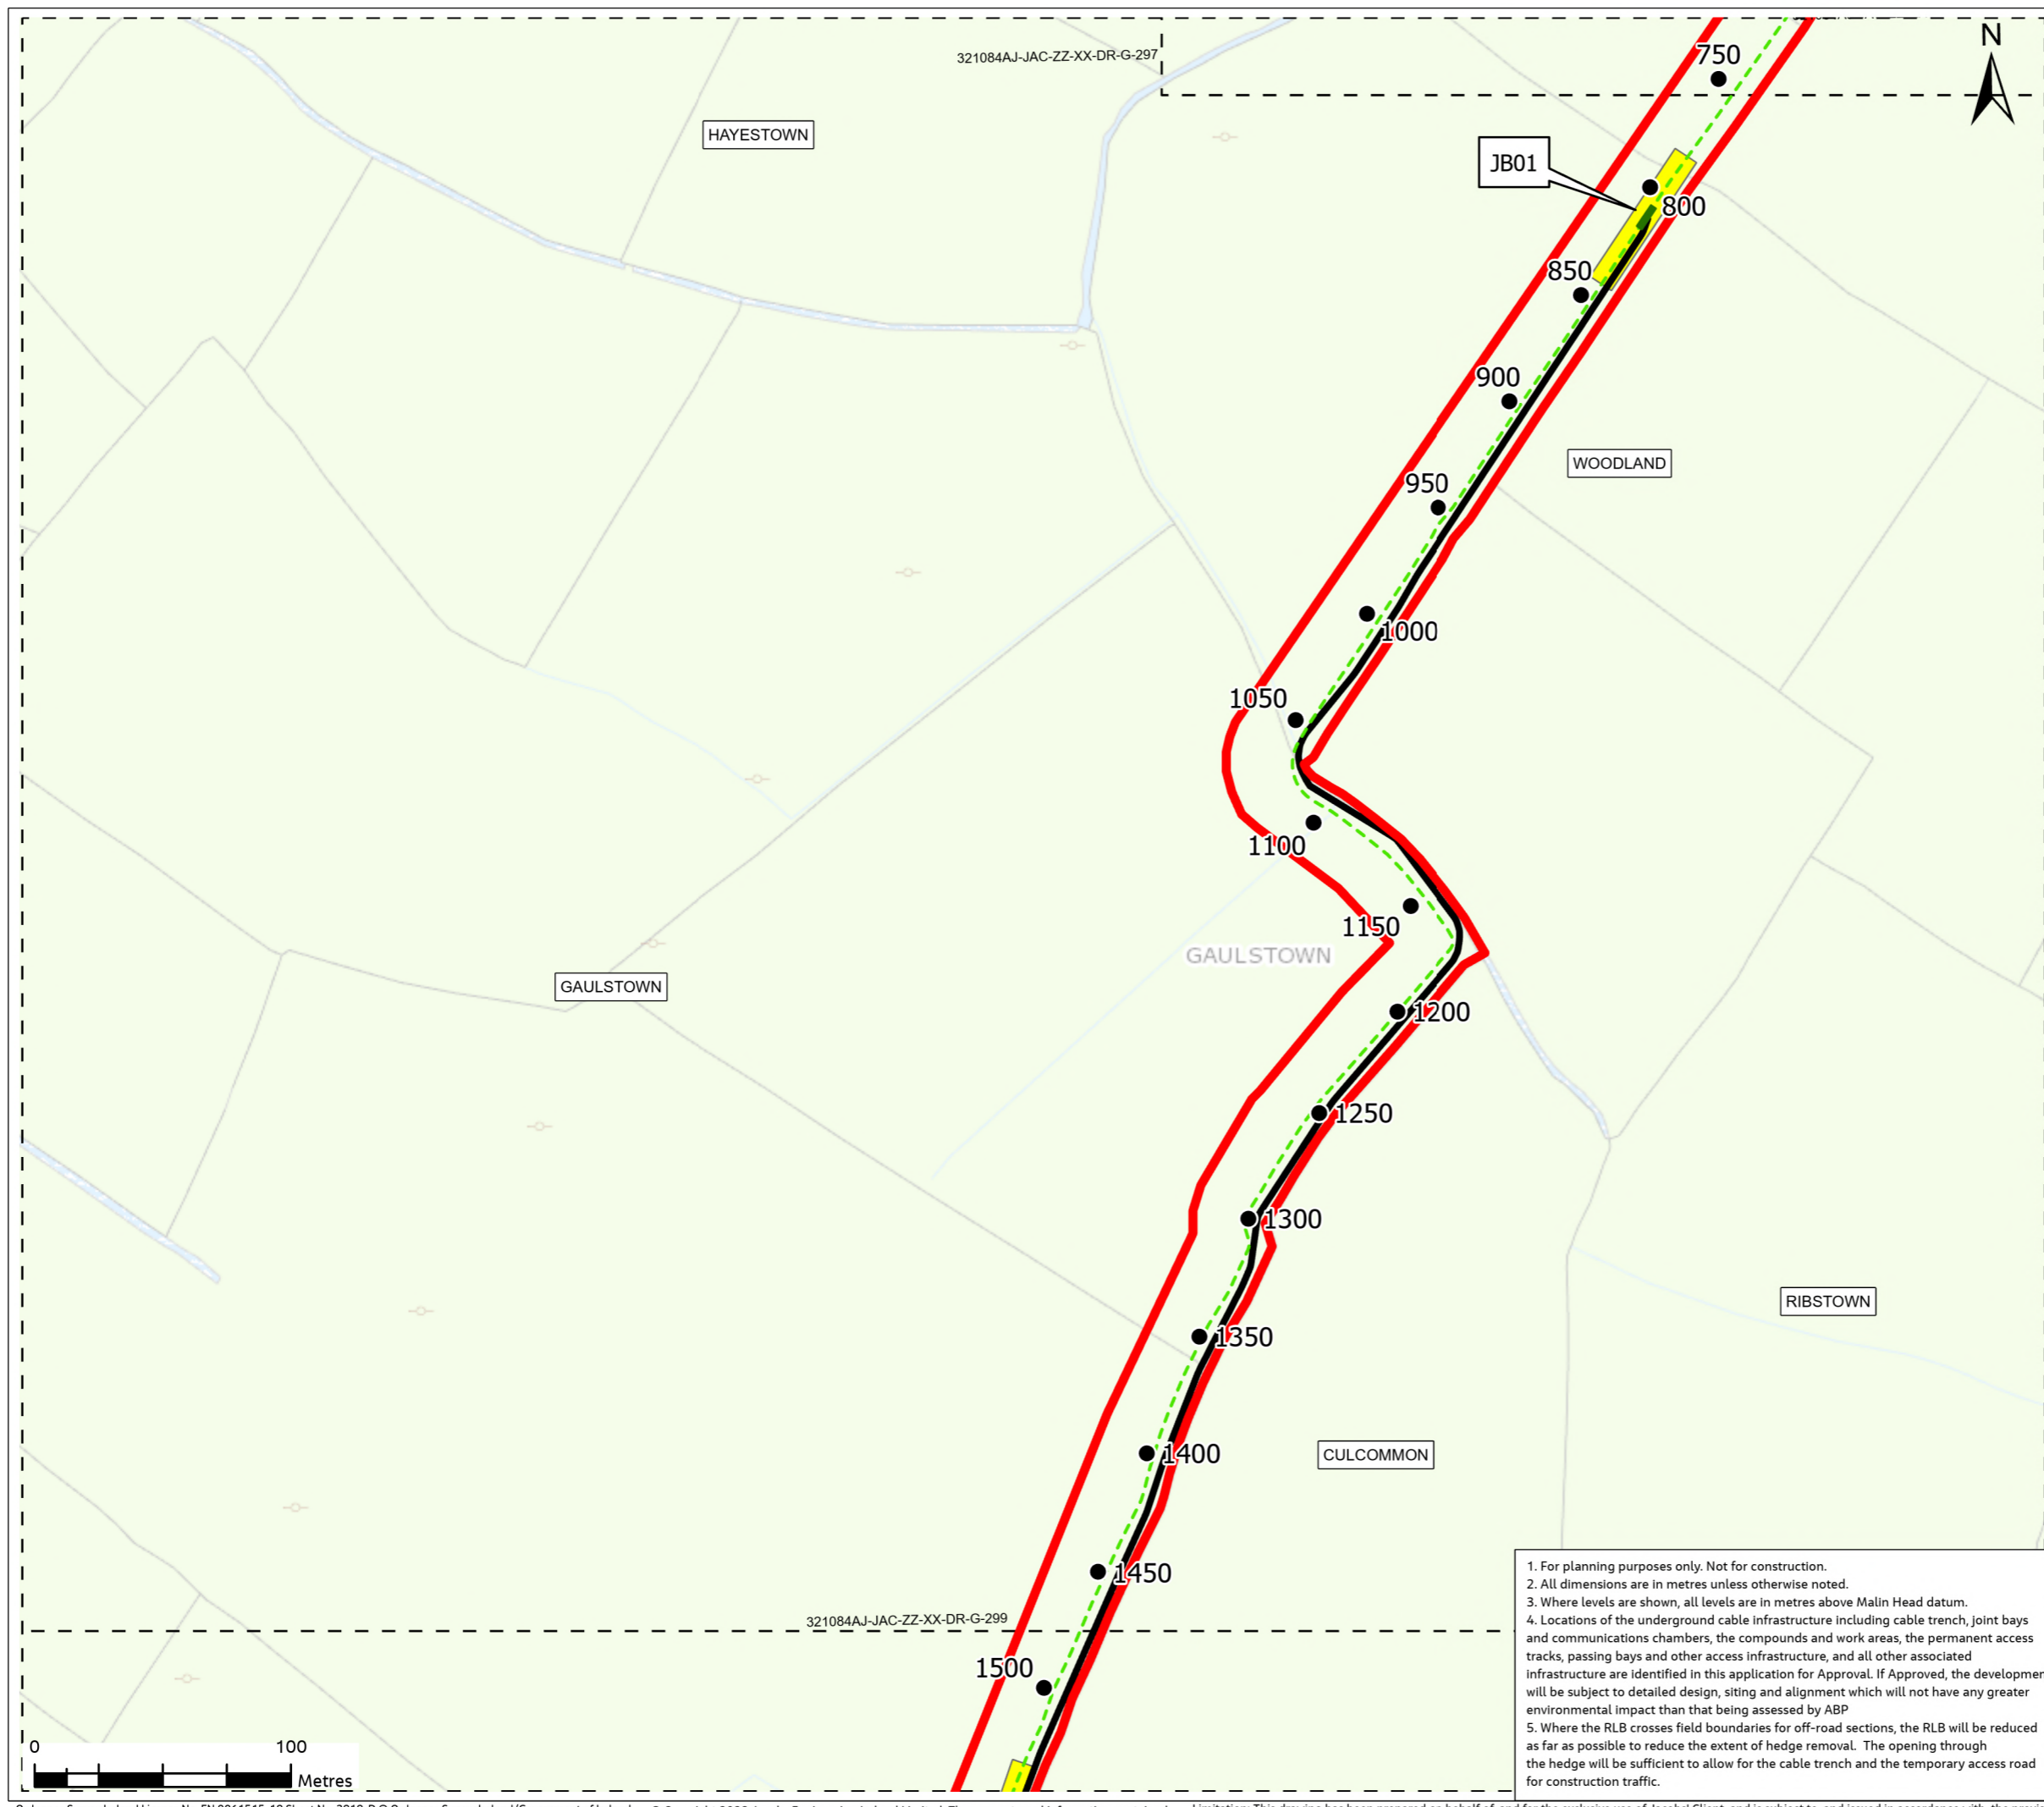 321084AJ-JAC-ZZ-XX-DR-G-297
750
N
HAYESTOWN
JB01
800
850
900
WOODLAND
950
1000
1050
1100
1150
GAULSTOWN
GAULSTOWN
1200
1250
1300
RIBSTOWN
1350
1400
CULCOMMON
1450
321084AJ-JAC-ZZ-XX-DR-G-299
1500
0 100
Metres
1. For planning purposes only. Not for construction.
2. All dimensions are in metres unless otherwise noted.
3. Where levels are shown, all levels are in metres above Malin Head datum.
4. Locations of the underground cable infrastructure including cable trench, joint bays
and communications chambers, the compounds and work areas, the permanent access
tracks, passing bays and other access infrastructure, and all other associated
infrastructure are identified in this application for Approval. If Approved, the developmen
will be subject to detailed design, siting and alignment which will not have any greater
environmental impact than that being assessed by ABP
5. Where the RLB crosses field boundaries for off-road sections, the RLB will be reduced
as far as possible to reduce the extent of hedge removal. The opening through
the hedge will be sufficient to allow for the cable trench and the temporary access road
for construction traffic.